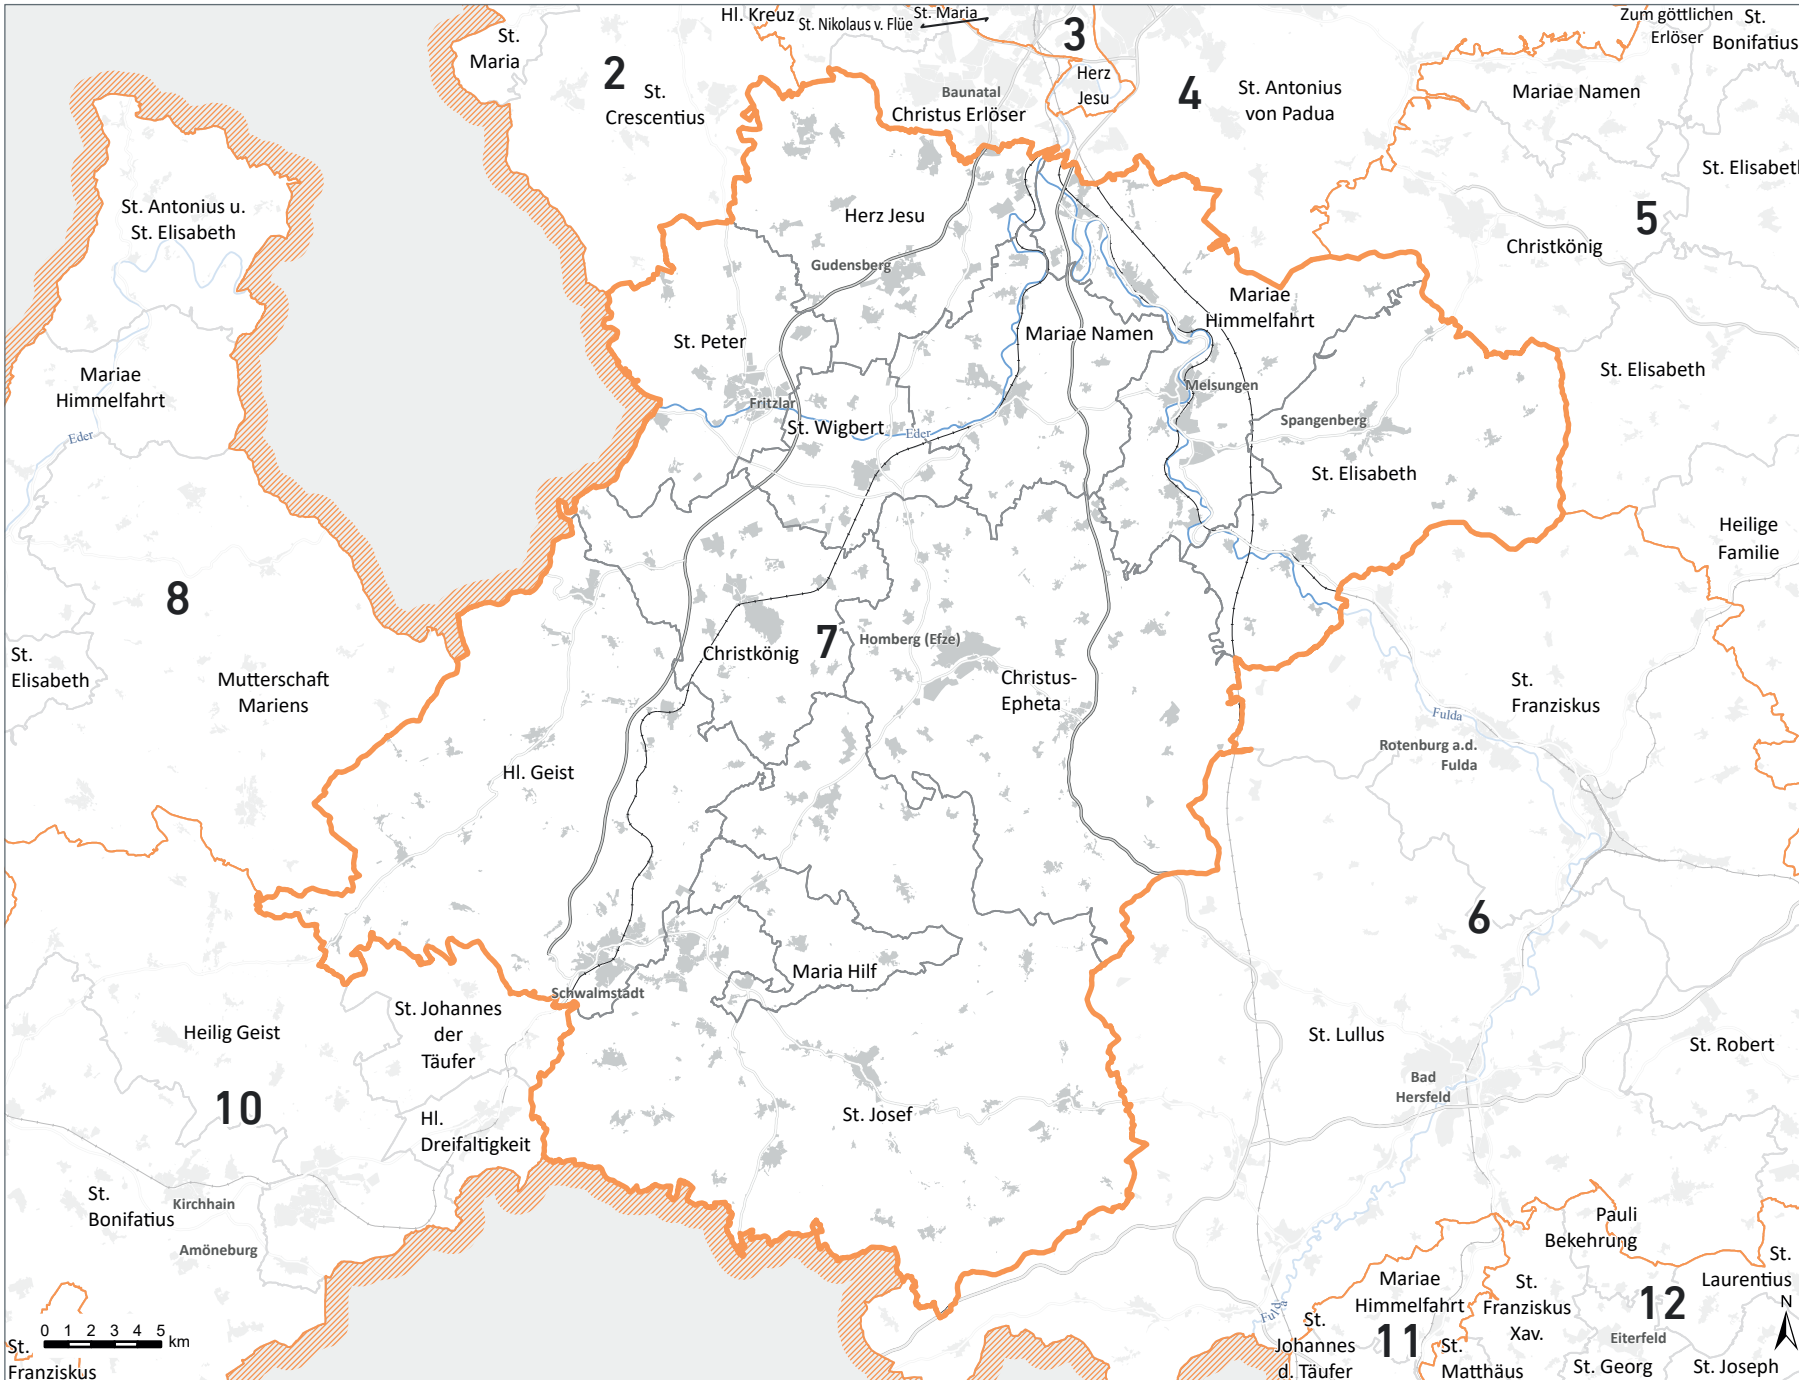 Hl. Kreuz
St. Nikolaus v. Flüe
St. Maria
3
Zum göttlichen
Erlöser
St.
Bonifatius
St.
Maria
2
St.
Crescentius
Baunatal
Christus Erlöser
Herz
Jesu
4
St. Antonius
von Padua
Mariae Namen
St. Elisabeth
St. Antonius u.
St. Elisabeth
Herz Jesu
Gudensberg
5
Christkönig
Mariae
Himmelfahrt
Mariae Namen
St. Peter
Mariae
Himmelfahrt
St. Elisabeth
Melsungen
Fritzlar
St. Wigbert
Eder
Eder
Spangenberg
St. Elisabeth
Heilige
Familie
8
7
Homberg (Efze)
Christkönig
St.
Elisabeth
Mutterschaft
Mariens
Christus-
Epheta
St.
Franziskus
Fulda
Rotenburg a.d.
Fulda
Hl. Geist
6
Maria Hilf
Schwalmstadt
St. Johannes
der
Täufer
Heilig Geist
St. Lullus
St. Robert
Bad
Hersfeld
10
Hl.
Dreifaltigkeit
St. Josef
St.
Bonifatius
Kirchhain
Amöneburg
Pauli
Bekehrung
St.
Laurentius
Mariae
Himmelfahrt
St.
Franziskus
Xav.
12
N
Fulda
St.
Johannes
d. Täufer
11
St.
Matthäus
Eiterfeld
St. Georg
St. Joseph
0 1 2 3 4 5
km
St.
Franziskus